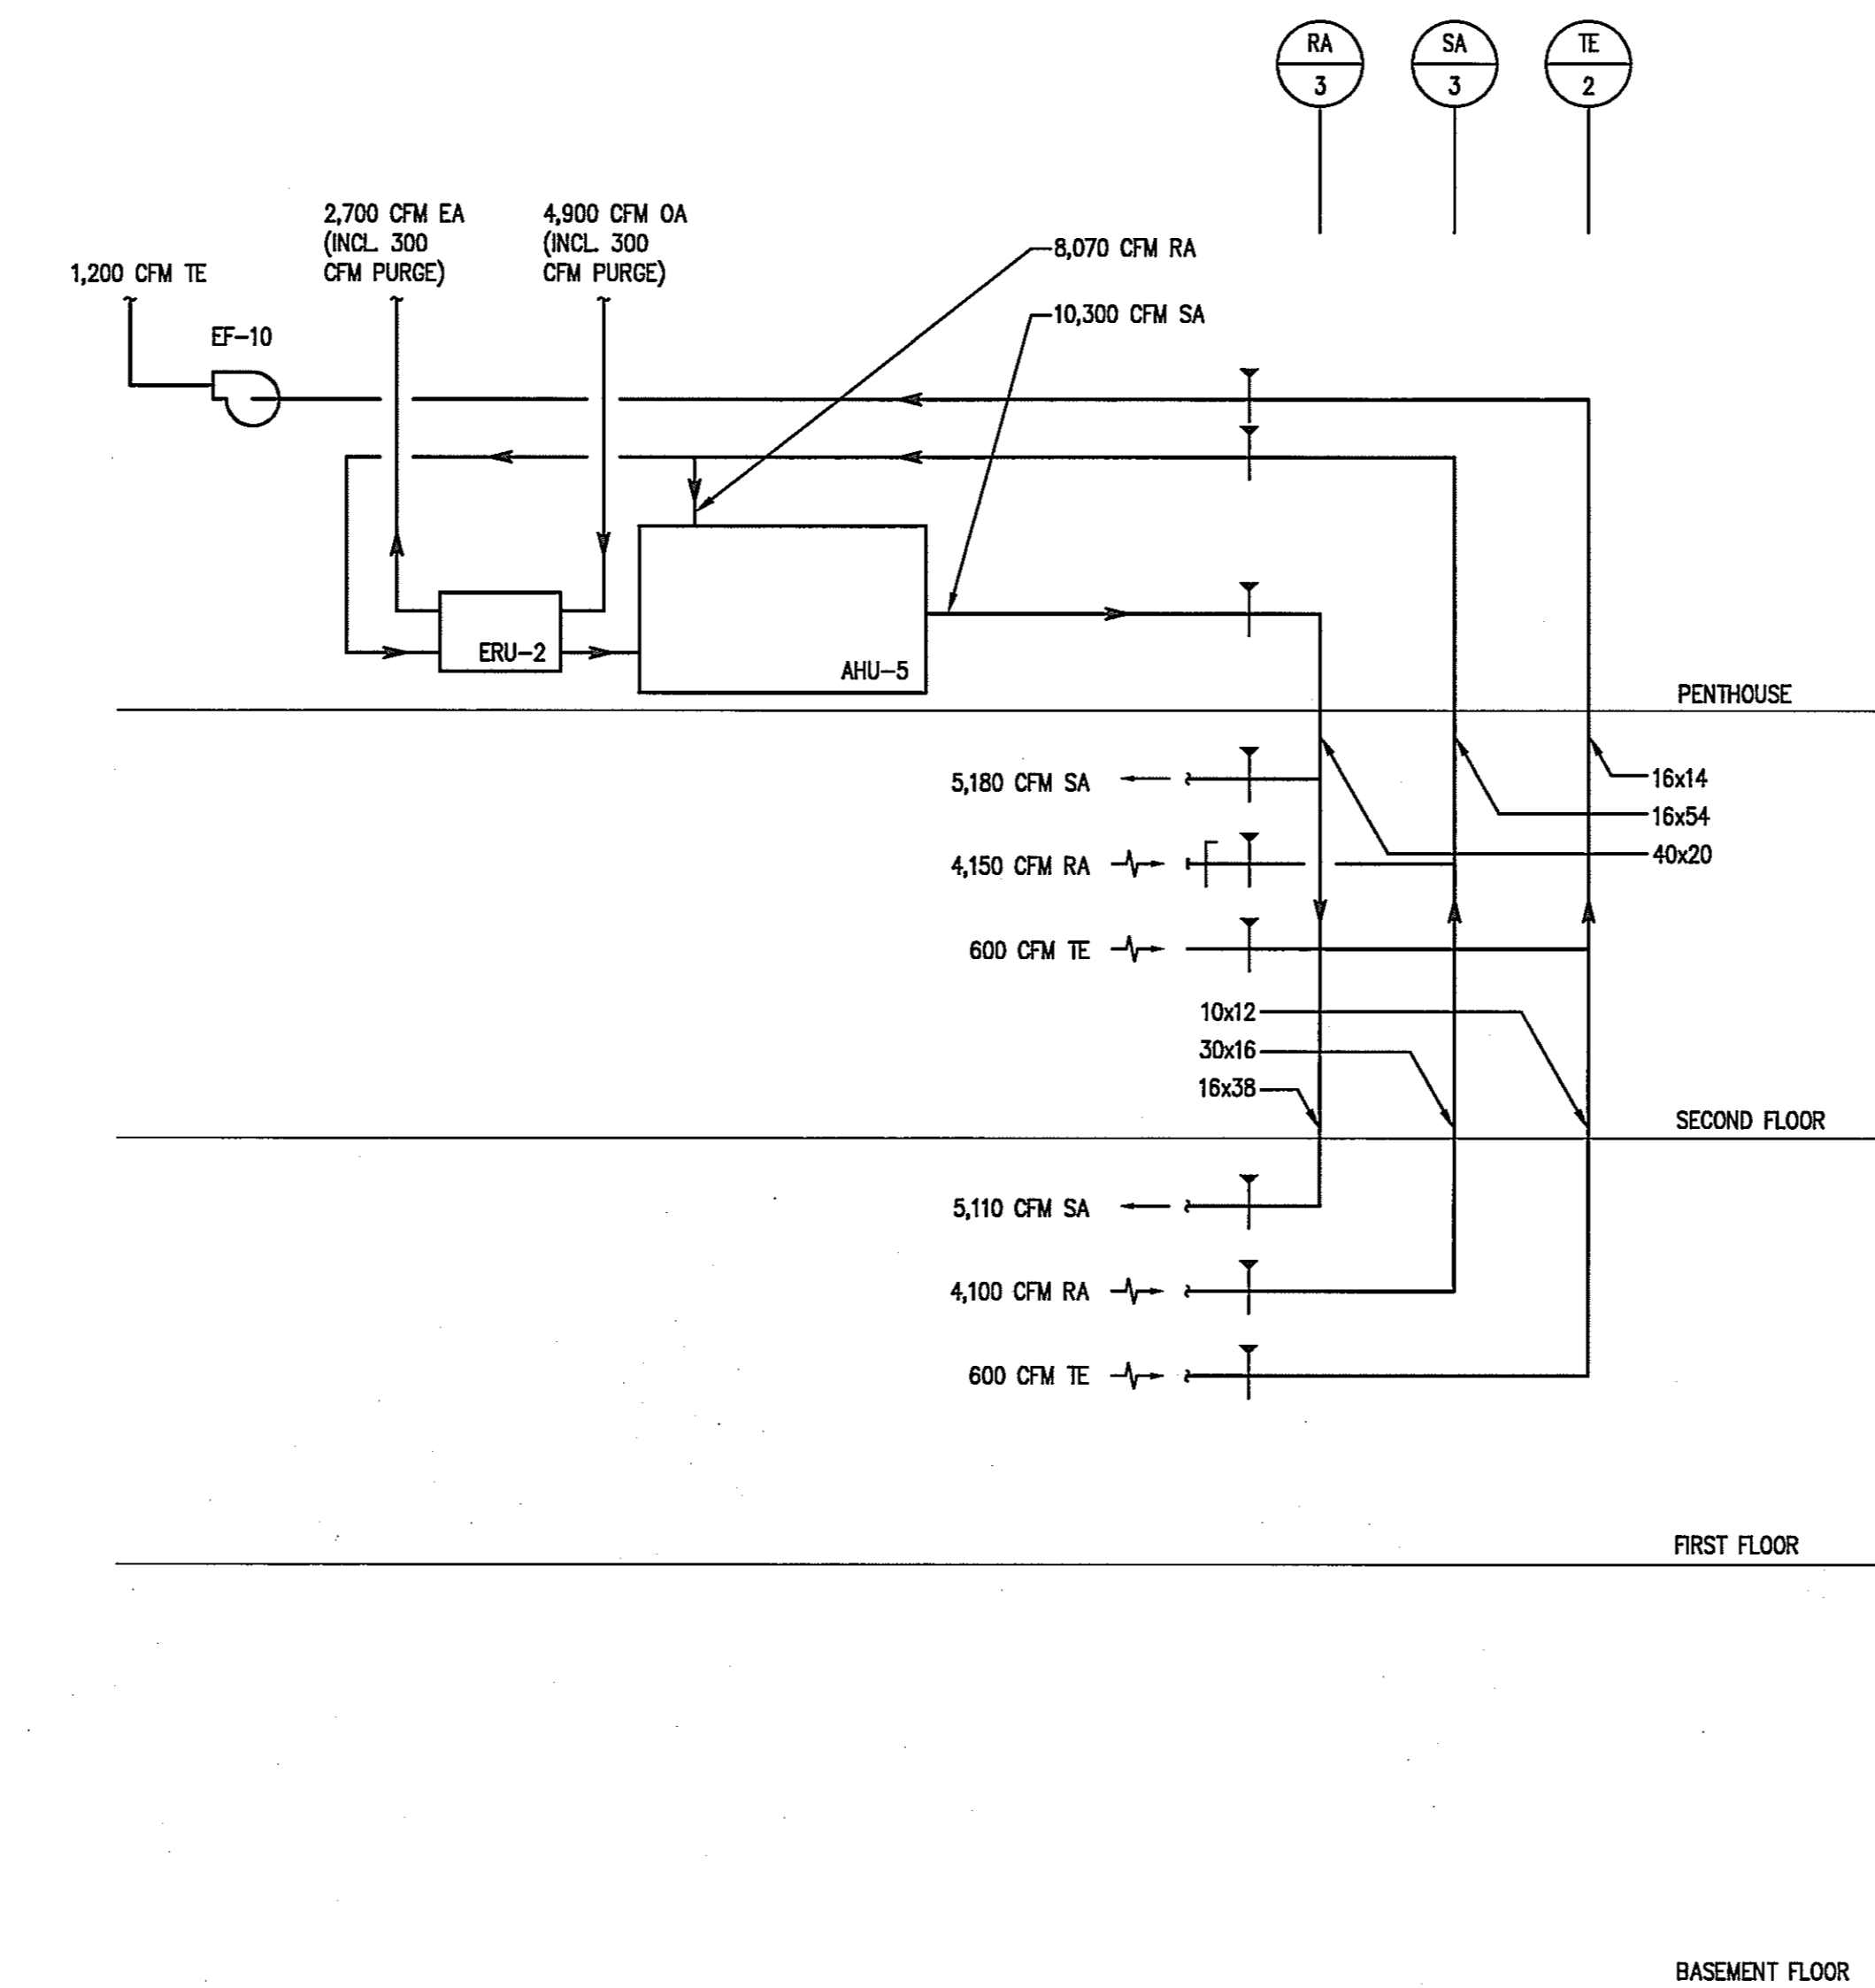 RA
3
SA
3
TE
2
2,700 CFM EA
(INCL. 300
CFM PURGE)
4,900 CFM OA
(INCL. 300
CFM PURGE)
1,200 CFM TE
EF-10
8,070 CFM RA
10,300 CFM SA
ERU-2
AHU-5
PENTHOUSE
5,180 CFM SA
16x14
16x54
4,150 CFM RA
40x20
600 CFM TE
10x12
30x16
16x38
SECOND FLOOR
5,110 CFM SA
4,100 CFM RA
600 CFM TE
FIRST FLOOR
BASEMENT FLOOR